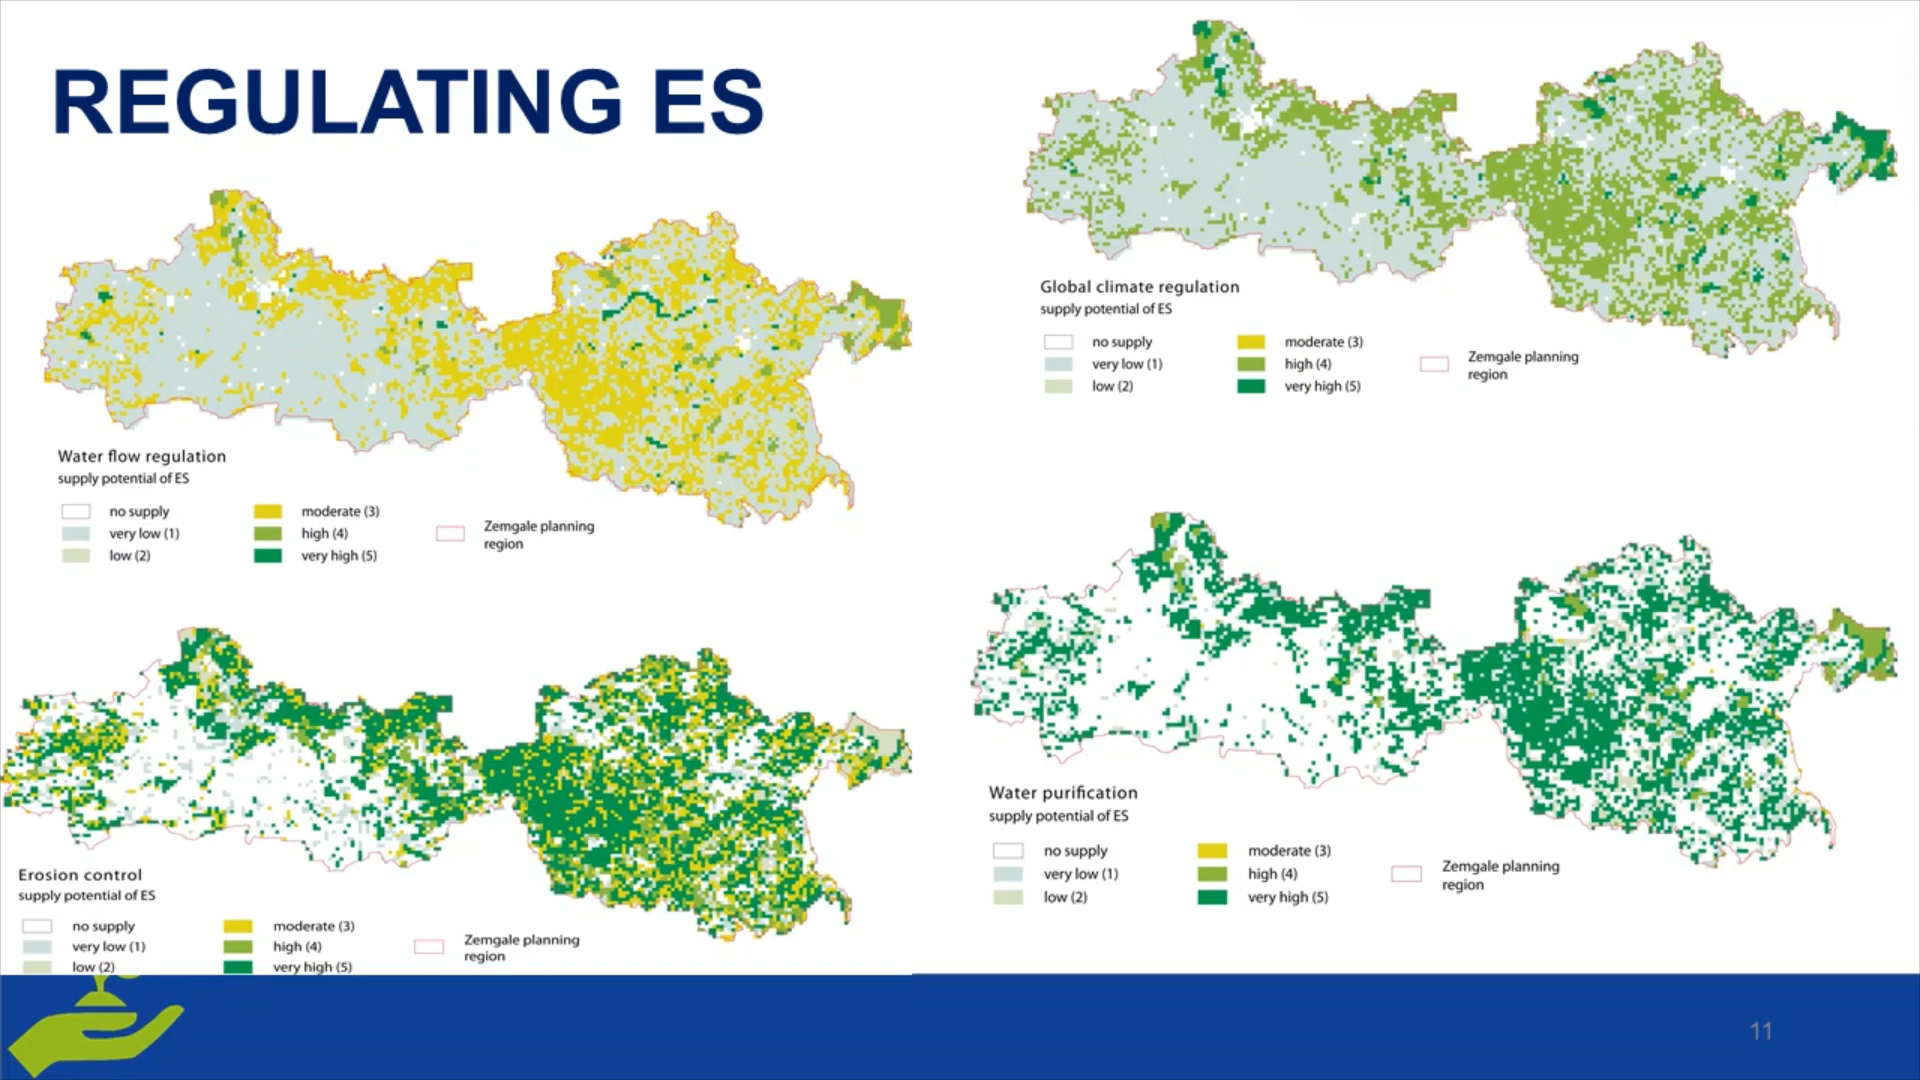 REGULATING ES
Global climate regulation
supply potential of ES
no supply
very low (1)
low (2)
moderate (3)
high (4)
very high (5)
Zemgale planning
region
Water flow regulation
supply potential of ES
no supply
very low (1)
low (2)
moderate (3)
high (4)
very high (5)
Zemgale planning
region
Water purification
supply potential of ES
no supply
very low (1)
low (2)
moderate (3)
high (4)
very high (5)
Zemgale planning
region
Erosion control
supply potential of ES
no supply
very low (1)
low (2)
moderate (3)
high (4)
very high (5)
Zemgale planning
region
11